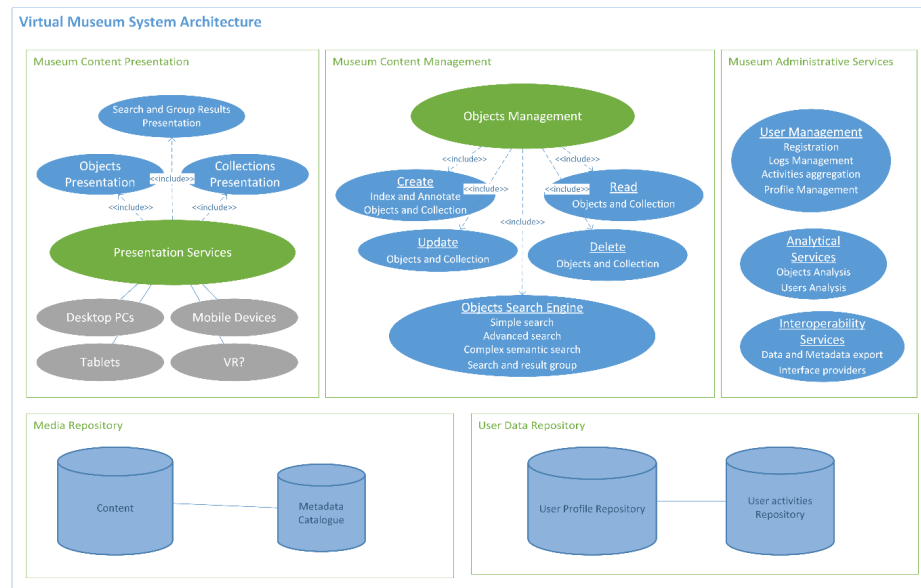 Virtual Museum System Architecture
Museum Content Presentation
Search and Group Results
Presentation
Objects
Presentation
<<include>>
Collections
Presentation
<<include>>
<<include>>
Presentation Services
Desktop PCs
Mobile Devices
Tablets
VR?
Museum Content Management
Objects Management
<<include>>
<<include>>
Create
Index and Annotate
Objects and Collection
<<include>>
<<include>>
Read
Objects and Collection
<<include>>
Update
Objects and Collection
Delete
Objects and Collection
Objects Search Engine
Simple search
Advanced search
Complex semantic search
Search and result group
Museum Administrative Services
User Management
Registration
Logs Management
Activities aggregation
Profile Management
Analytical
Services
Objects Analysis
Users Analysis
Interoperability
Services
Data and Metadata export
Interface providers
Media Repository
Content
Metadata
Catalogue
User Data Repository
User Profile Repository
User activities
Repository